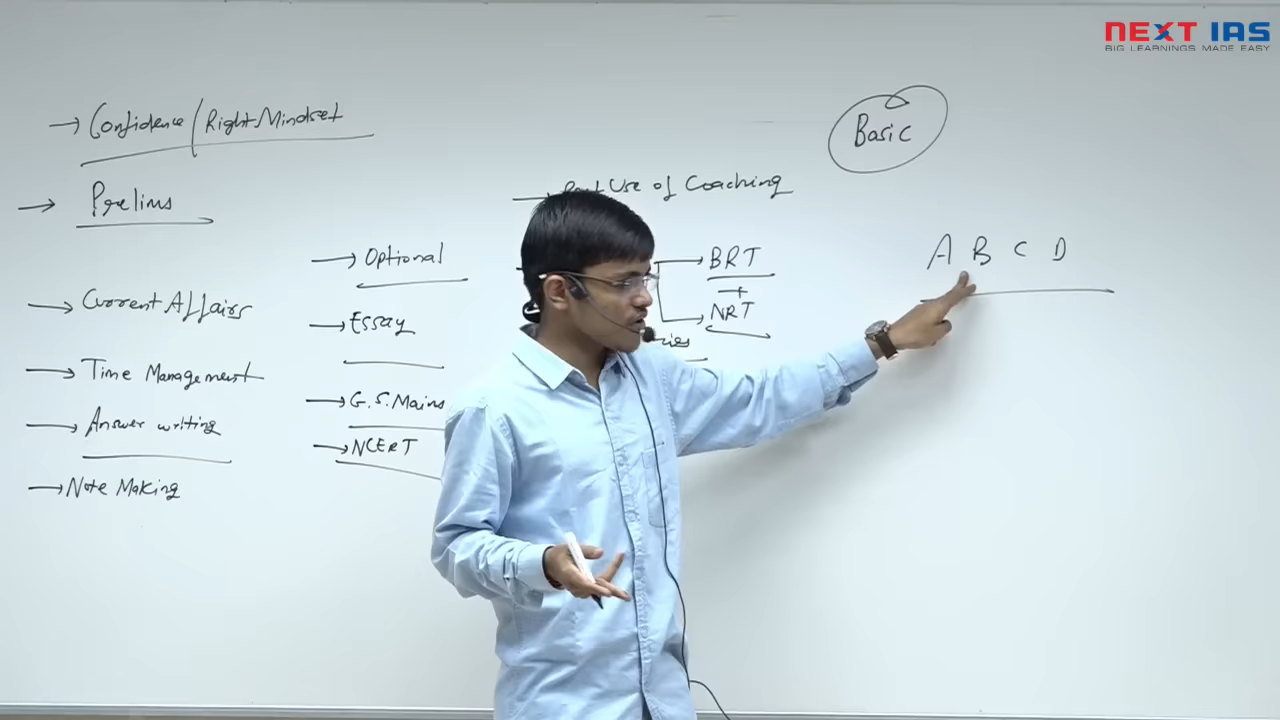 NEXT IAS
BIG LEARNINGS MADE EASY
→ Confidence / Right Mindset
→ Prelims
→ Current Affairs
→ Time Management
→ Answer writing
→ Note Making
→ Optional
→ Essay
→ G.S. Mains
→ NCERT
→ Use of Coaching
→ BRT
+
→ NRT
Basic
A B C D